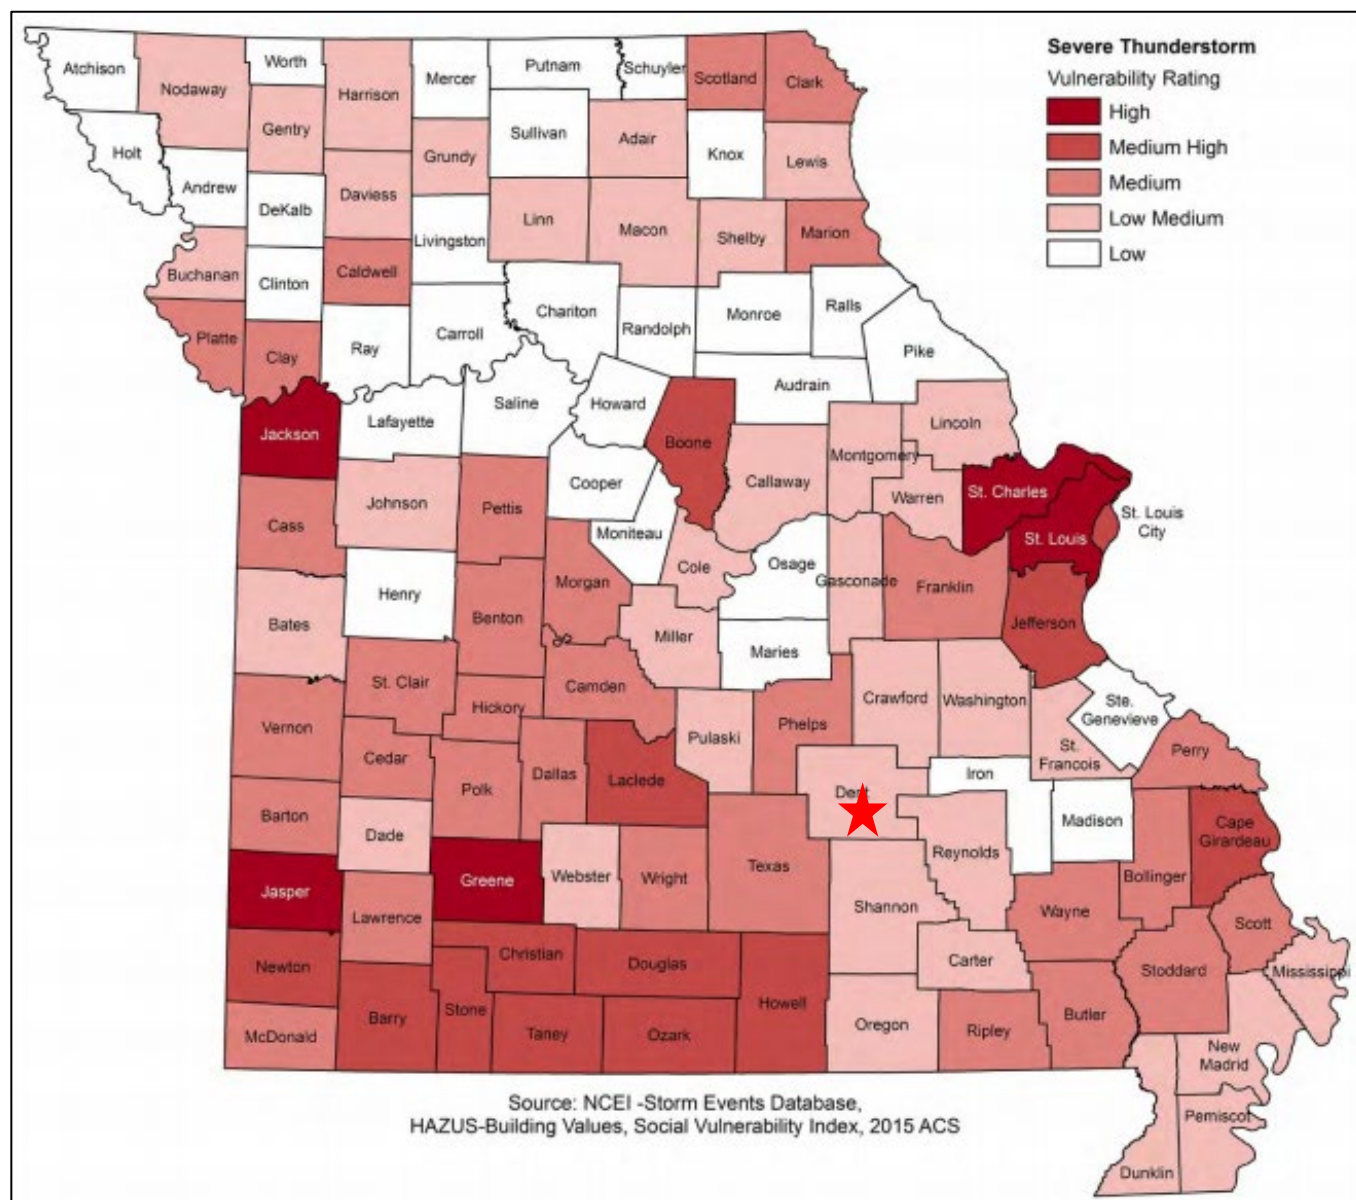 Severe Thunderstorm
Vulnerability Rating
High
Medium High
Medium
Low Medium
Low
Atchison
Nodaway
Worth
Harrison
Mercer
Putnam
Schuyler
Scotland
Clark
Gentry
Sullivan
Adair
Knox
Lewis
Holt
Andrew
DeKalb
Daviess
Grundy
Linn
Macon
Shelby
Marion
Livingston
Buchanan
Clinton
Caldwell
Chariton
Randolph
Monroe
Ralls
Pike
Platte
Clay
Ray
Carroll
Audrain
Jackson
Lafayette
Saline
Howard
Boone
Lincoln
Montgomery
Callaway
Warren
St. Charles
St. Louis
City
St. Louis
Cass
Johnson
Pettis
Cooper
Moniteau
Cole
Osage
Gasconade
Franklin
Jefferson
Bates
Henry
Benton
Morgan
Miller
Maries
St. Clair
Hickory
Camden
Pulaski
Phelps
Crawford
Washington
St.
Francois
Ste.
Genevieve
Perry
Vernon
Cedar
Polk
Dallas
Laclede
Dent
Iron
Madison
Cape
Girardeau
Barton
Dade
Greene
Webster
Wright
Texas
Reynolds
Bollinger
Jasper
Lawrence
Shannon
Wayne
Scott
Newton
Christian
Douglas
Howell
Carter
Stoddard
Mississippi
McDonald
Barry
Stone
Taney
Ozark
Oregon
Ripley
Butler
New
Madrid
Pemiscot
Dunklin
Source: NCEI -Storm Events Database,
HAZUS-Building Values, Social Vulnerability Index, 2015 ACS